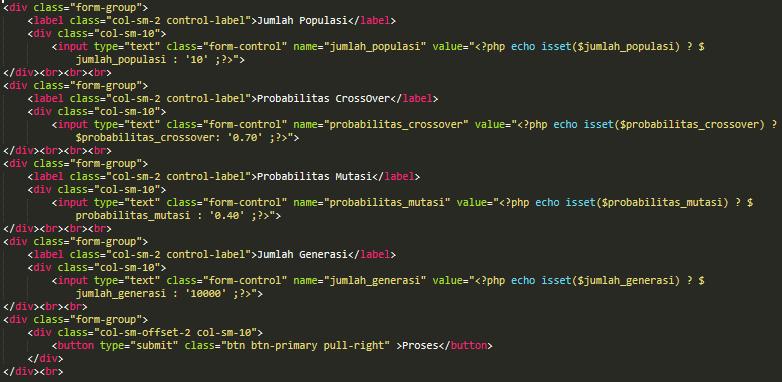 <div class="form-group">
    <label class="col-sm-2 control-label">Jumlah Populasi</label>
    <div class="col-sm-10">
        <input type="text" class="form-control" name="jumlah_populasi" value="<?php echo isset($jumlah_populasi) ? $
            jumlah_populasi : '10' ;?>">
</div><br><br><br>
<div class="form-group">
    <label class="col-sm-2 control-label">Probabilitas CrossOver</label>
    <div class="col-sm-10">
        <input type="text" class="form-control" name="probabilitas_crossover" value="<?php echo isset($probabilitas_crossover) ?
            $probabilitas_crossover: '0.70' ;?>">
</div><br><br><br>
<div class="form-group">
    <label class="col-sm-2 control-label">Probabilitas Mutasi</label>
    <div class="col-sm-10">
        <input type="text" class="form-control" name="probabilitas_mutasi" value="<?php echo isset($probabilitas_mutasi) ? $
            probabilitas_mutasi : '0.40' ;?>">
</div><br><br><br>
<div class="form-group">
    <label class="col-sm-2 control-label">Jumlah Generasi</label>
    <div class="col-sm-10">
        <input type="text" class="form-control" name="jumlah_generasi" value="<?php echo isset($jumlah_generasi) ? $
            jumlah_generasi : '10000' ;?>">
</div><br><br>
<div class="form-group">
    <div class="col-sm-offset-2 col-sm-10">
        <button type="submit" class="btn btn-primary pull-right" >Proses</button>
    </div>
</div><br>